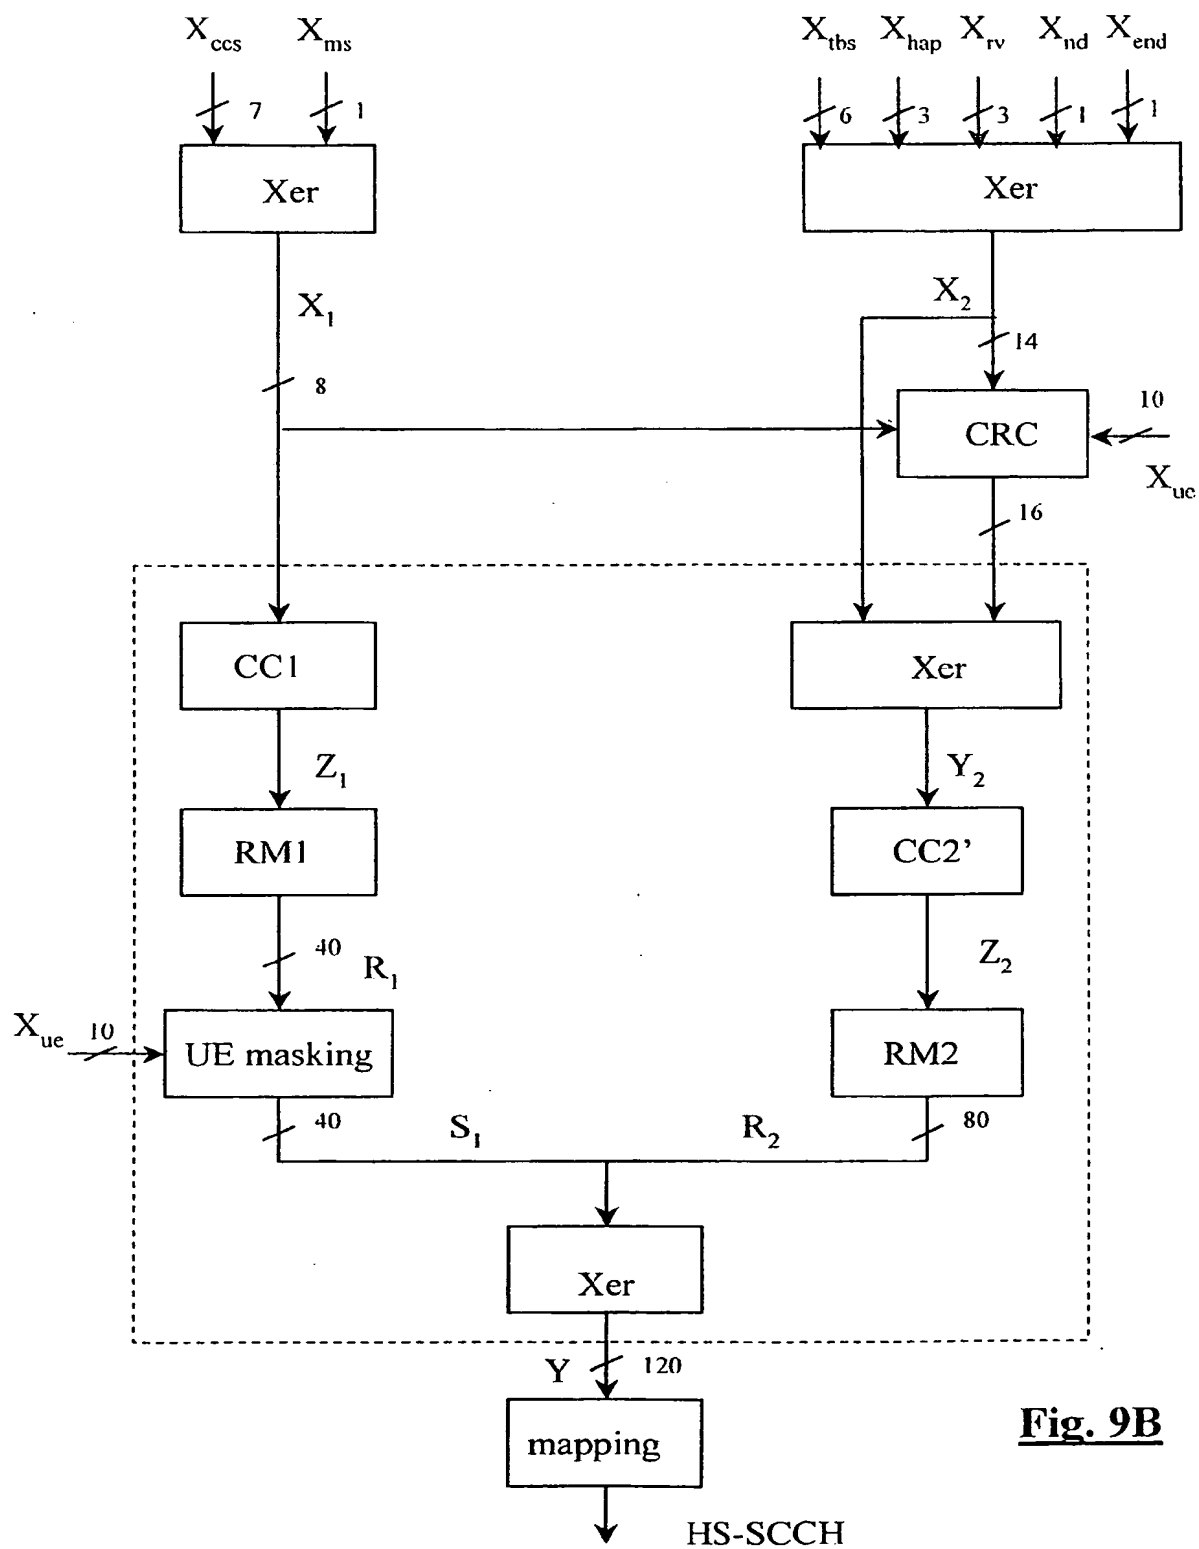 X_ccs X_ms X_tbs X_hap X_rv X_nd X_end
7 1 6 3 3 1 1
Xer Xer
X_1 X_2
14
8 10
CRC
X_ue
16
CC1 Xer
Z_1 Y_2
RM1 CC2'
40 R_1 Z_2
X_ue 10
UE masking RM2
40 S_1 R_2 80
Xer
Y 120
mapping
Fig. 9B
HS-SCCH